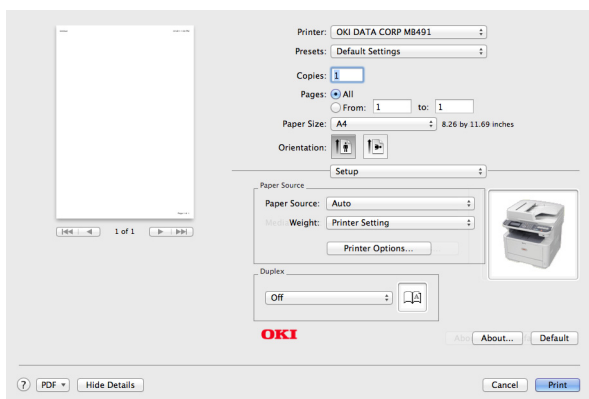 Printer: OKI DATA CORP MB491
Presets: Default Settings
Copies: 1
Pages: All
From: 1 to: 1
Paper Size: A4 8.26 by 11.69 inches
Orientation:
Setup
Paper Source
Paper Source: Auto
Weight: Printer Setting
Printer Options...
1 of 1
Duplex
Off
OKI
About... Default
? PDF Hide Details Cancel Print